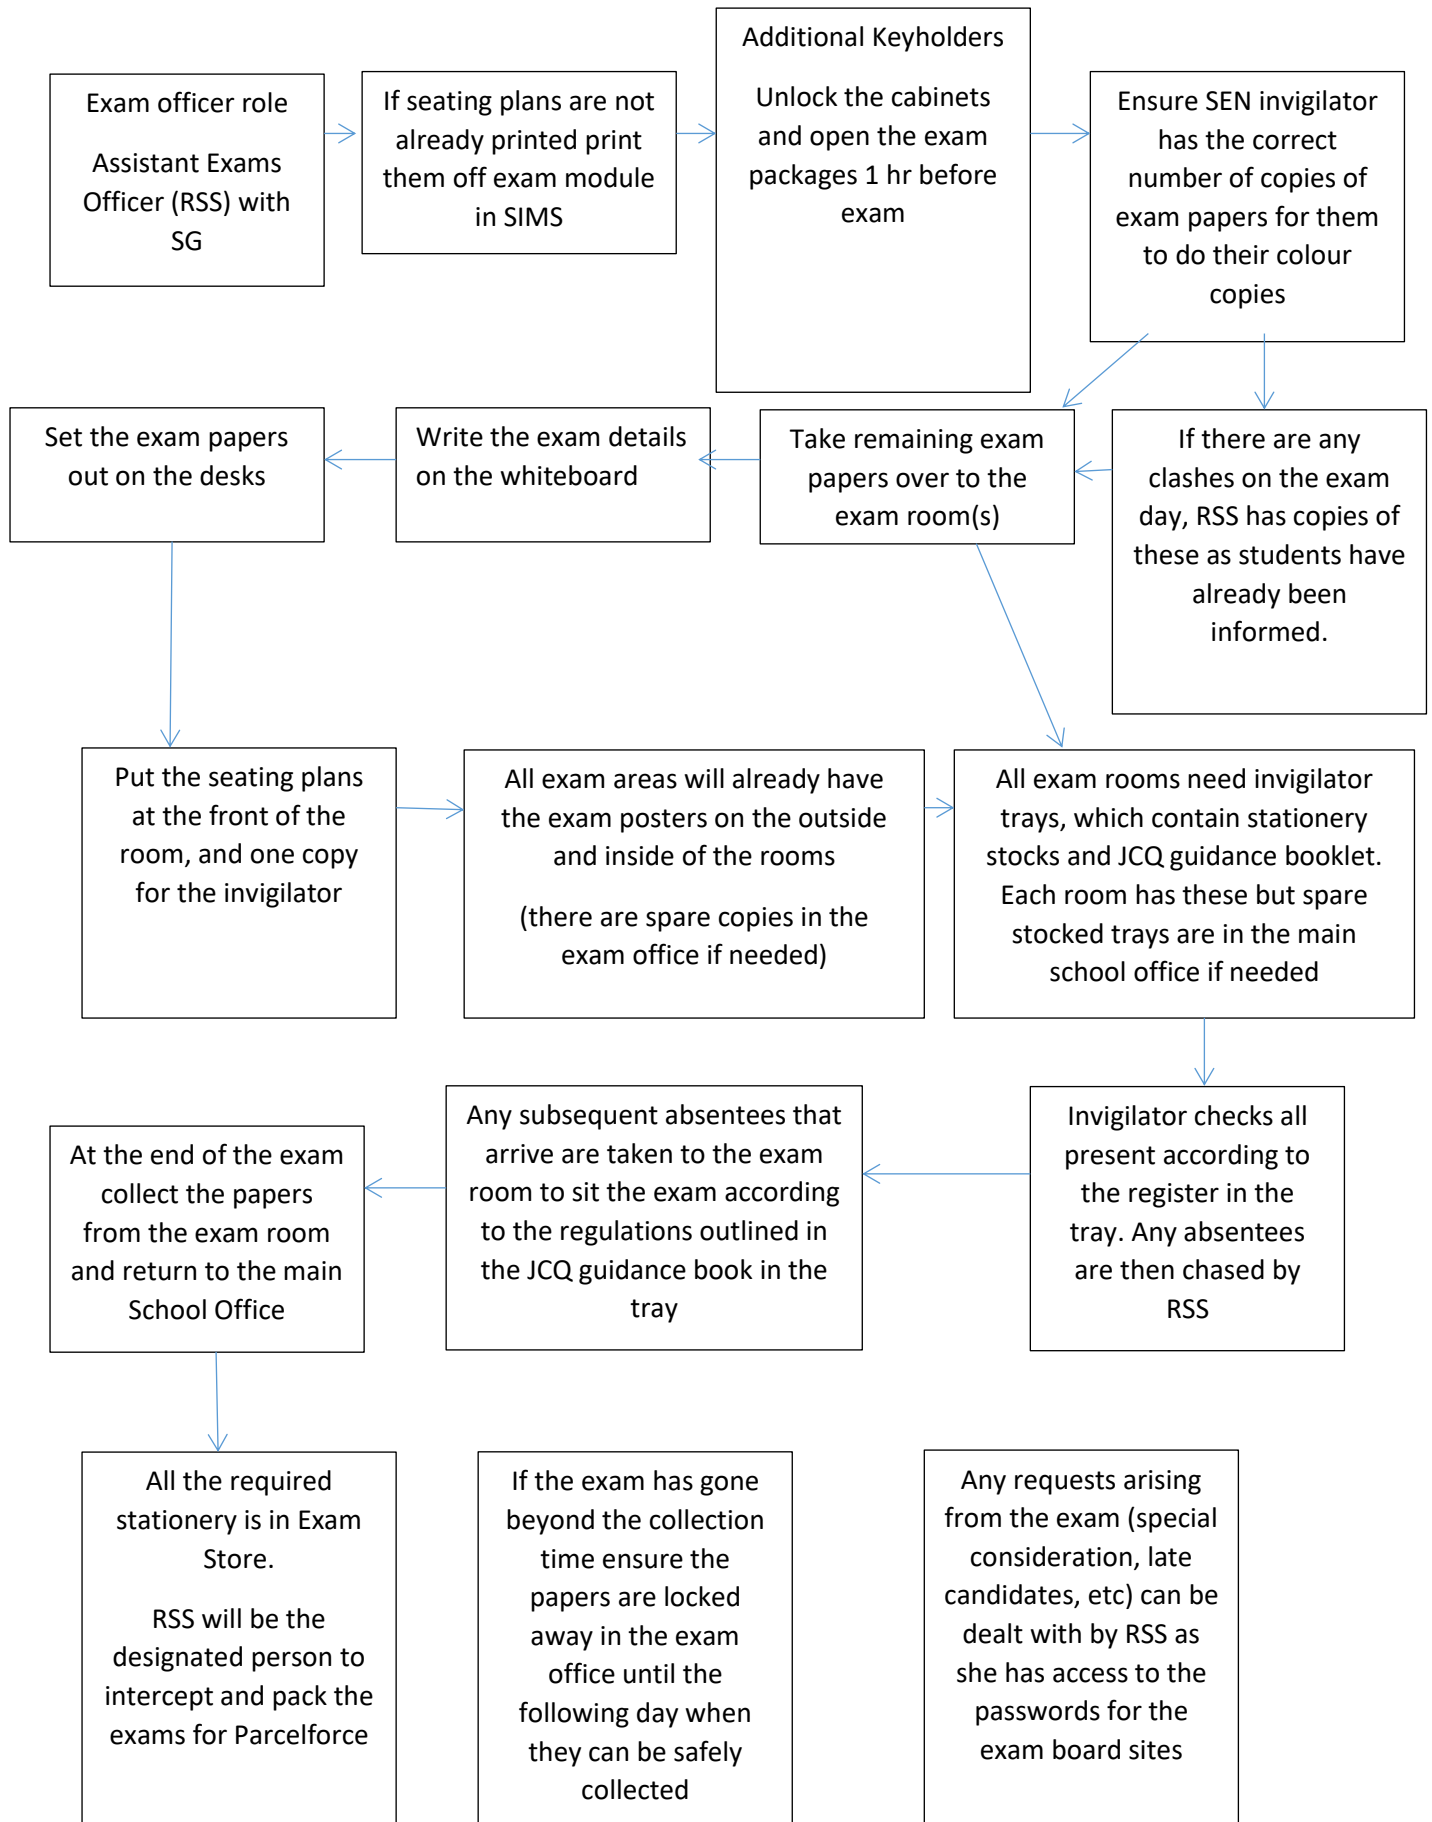 Exam officer role
Assistant Exams
Officer (RSS) with
SG
If seating plans are not
already printed print
them off exam module
in SIMS
Additional Keyholders
Unlock the cabinets
and open the exam
packages 1 hr before
exam
Ensure SEN invigilator
has the correct
number of copies of
exam papers for them
to do their colour
copies
Set the exam papers
out on the desks
Write the exam details
on the whiteboard
Take remaining exam
papers over to the
exam room(s)
If there are any
clashes on the exam
day, RSS has copies of
these as students have
already been
informed.
Put the seating plans
at the front of the
room, and one copy
for the invigilator
All exam areas will already have
the exam posters on the outside
and inside of the rooms
(there are spare copies in the
exam office if needed)
All exam rooms need invigilator
trays, which contain stationery
stocks and JCQ guidance booklet.
Each room has these but spare
stocked trays are in the main
school office if needed
At the end of the exam
collect the papers
from the exam room
and return to the main
School Office
Any subsequent absentees that
arrive are taken to the exam
room to sit the exam according
to the regulations outlined in
the JCQ guidance book in the
tray
Invigilator checks all
present according to
the register in the
tray. Any absentees
are then chased by
RSS
All the required
stationery is in Exam
Store.
RSS will be the
designated person to
intercept and pack the
exams for Parcelforce
If the exam has gone
beyond the collection
time ensure the
papers are locked
away in the exam
office until the
following day when
they can be safely
collected
Any requests arising
from the exam (special
consideration, late
candidates, etc) can be
dealt with by RSS as
she has access to the
passwords for the
exam board sites